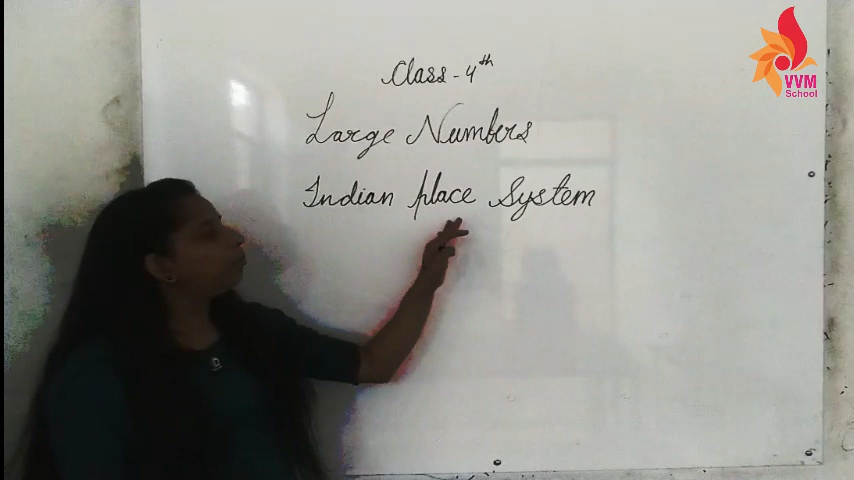 VVM
School
Class - 4th
Large Numbers
Indian place System